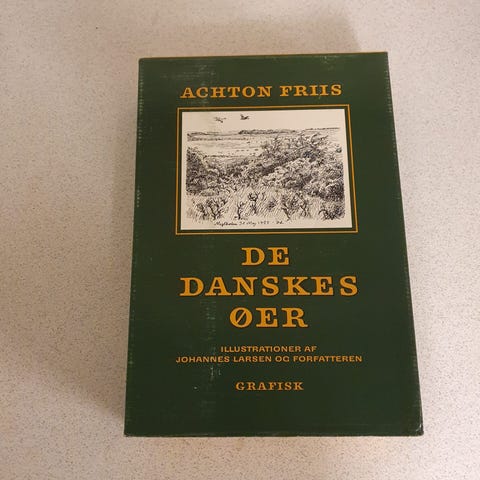 ACHTON FRIIS
DE
DANSKES
ØER
ILLUSTRATIONER AF
JOHANNES LARSEN OG FORFATTEREN
GRAFISK